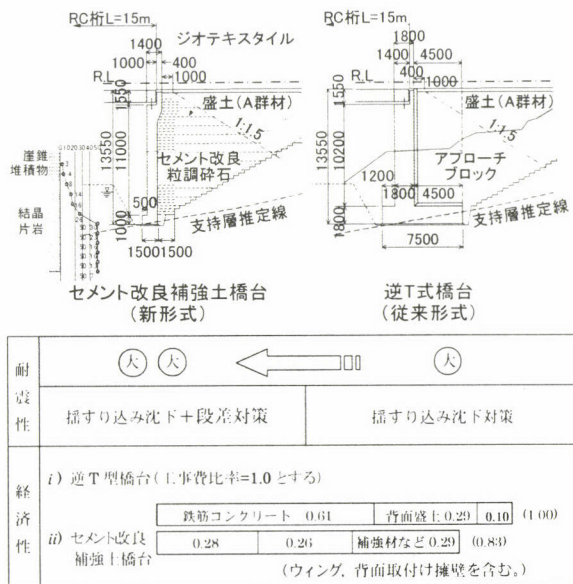 RC桁L=15m
ジオテキスタイル
1400
1000 400
1000
R.L
1550
盛土(A群材)
1:1.5
13550
11000
セメント改良
粒調砕石
崖錐
堆積物
結晶
片岩
500
1000
支持層推定線
1500 1500
セメント改良補強土橋台
(新形式)
RC桁L=15m
1800
1400 4500
400
1000
R.L
1550
盛土(A群材)
1:1.5
13550
10200
アプローチ
ブロック
1200
1800 4500
1800
支持層推定線
7500
逆T式橋台
(従来形式)
耐震性
大 大 大
揺すり込み沈下+段差対策
揺すり込み沈下対策
経済性
i) 逆T型橋台(工事費比率=1.0とする)
鉄筋コンクリート 0.61 背面盛土 0.29 0.10 (1.00)
ii) セメント改良
補強土橋台
0.28 0.26 補強材など 0.29 (0.83)
(ウィング, 背面取付け擁壁を含む。)